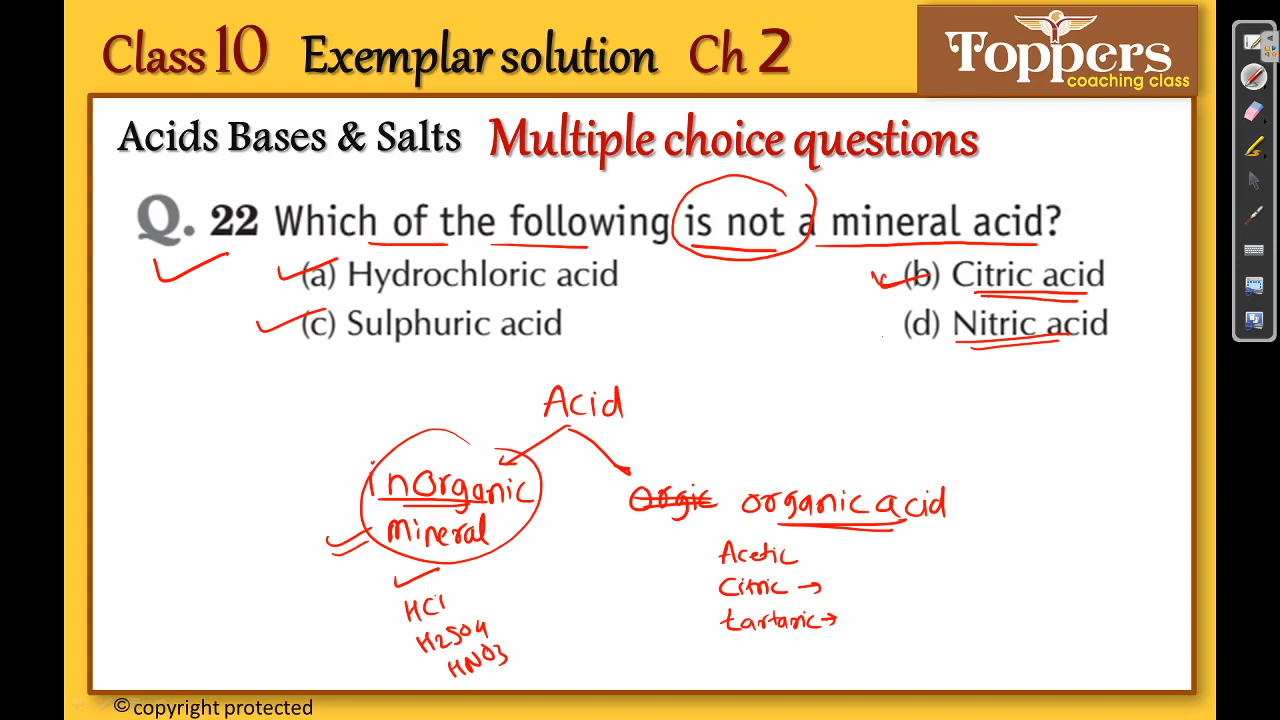 Class 10 Exemplar solution Ch 2
TOPPERS
coaching class
Acids Bases & Salts Multiple choice questions
Q. 22 Which of the following is not a mineral acid?
(a) Hydrochloric acid (b) Citric acid
(c) Sulphuric acid (d) Nitric acid
Acid
inorganic
mineral
Orgic organic acid
Acetic
Citric →
tartaric →
HCl
H2SO4
HNO3
© copyright protected